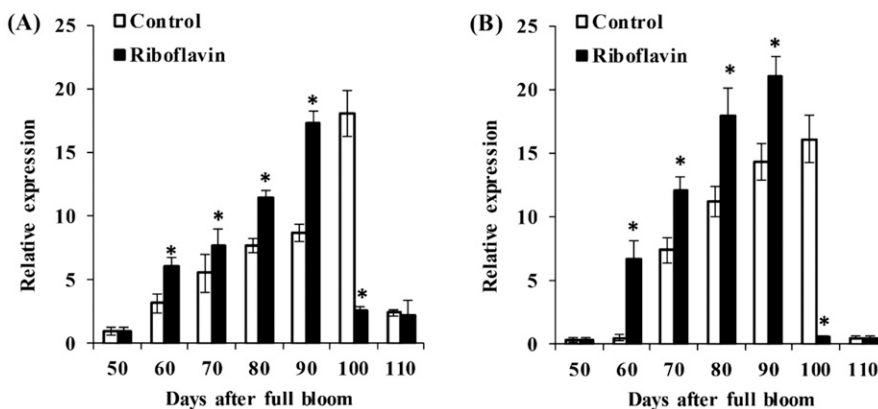 (A)
25
20
15
10
5
0
Relative expression
Control
Riboflavin
* * * * *
50 60 70 80 90 100 110
Days after full bloom
(B)
25
20
15
10
5
0
Relative expression
Control
Riboflavin
* * * * *
50 60 70 80 90 100 110
Days after full bloom